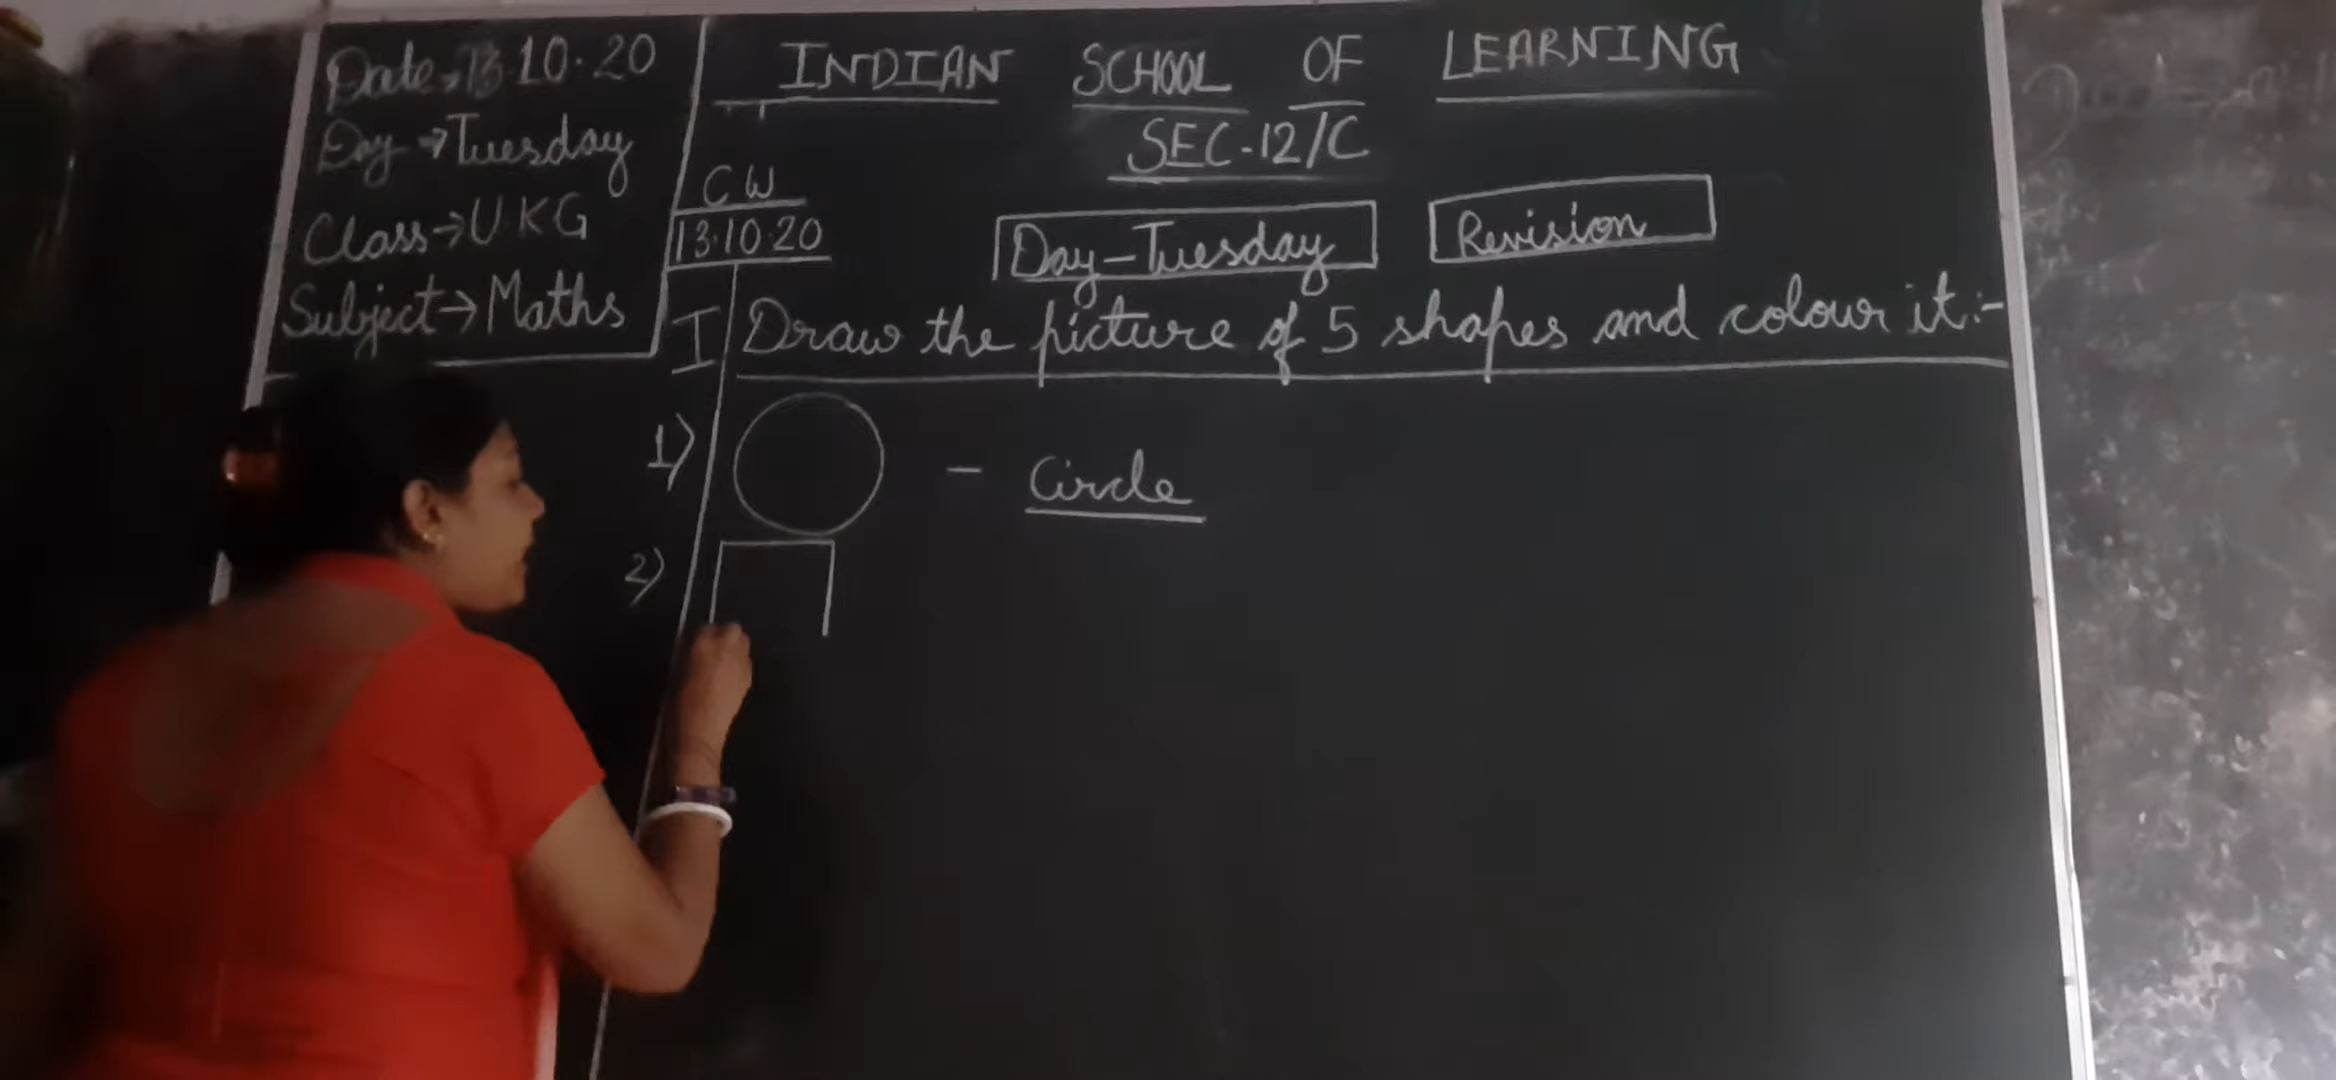 Date→13.10.20
Day→Tuesday
Class→U.K.G
Subject→Maths
INDIAN SCHOOL OF LEARNING
SEC-12/C
CW
13.10.20
Day-Tuesday
Revision
I Draw the picture of 5 shapes and colour it:-
1) - Circle
2)